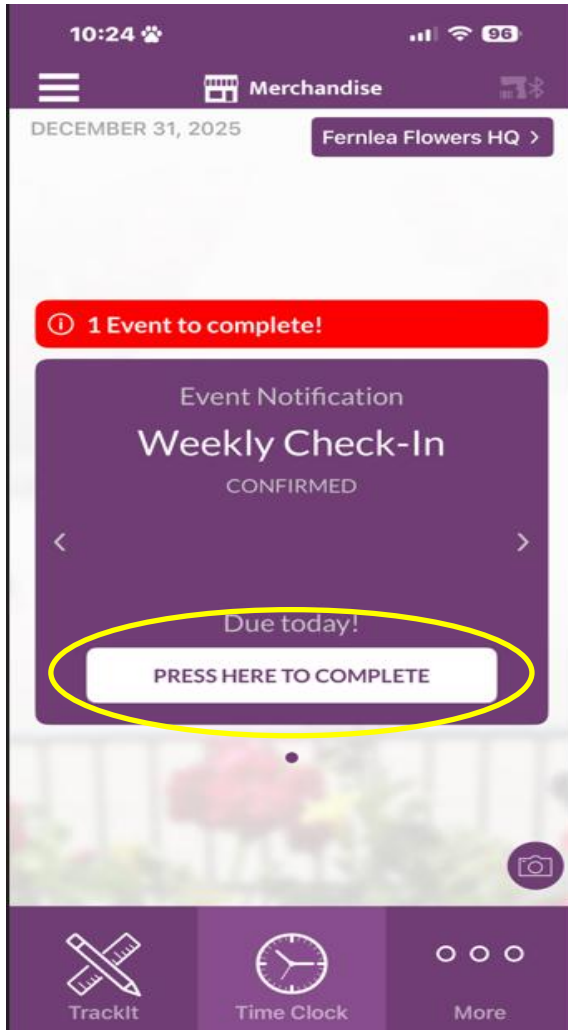 10:24
96
Merchandise
DECEMBER 31, 2025
Fernlea Flowers HQ >
1 Event to complete!
Event Notification
Weekly Check-In
CONFIRMED
< >
Due today!
PRESS HERE TO COMPLETE
TrackIt
Time Clock
More